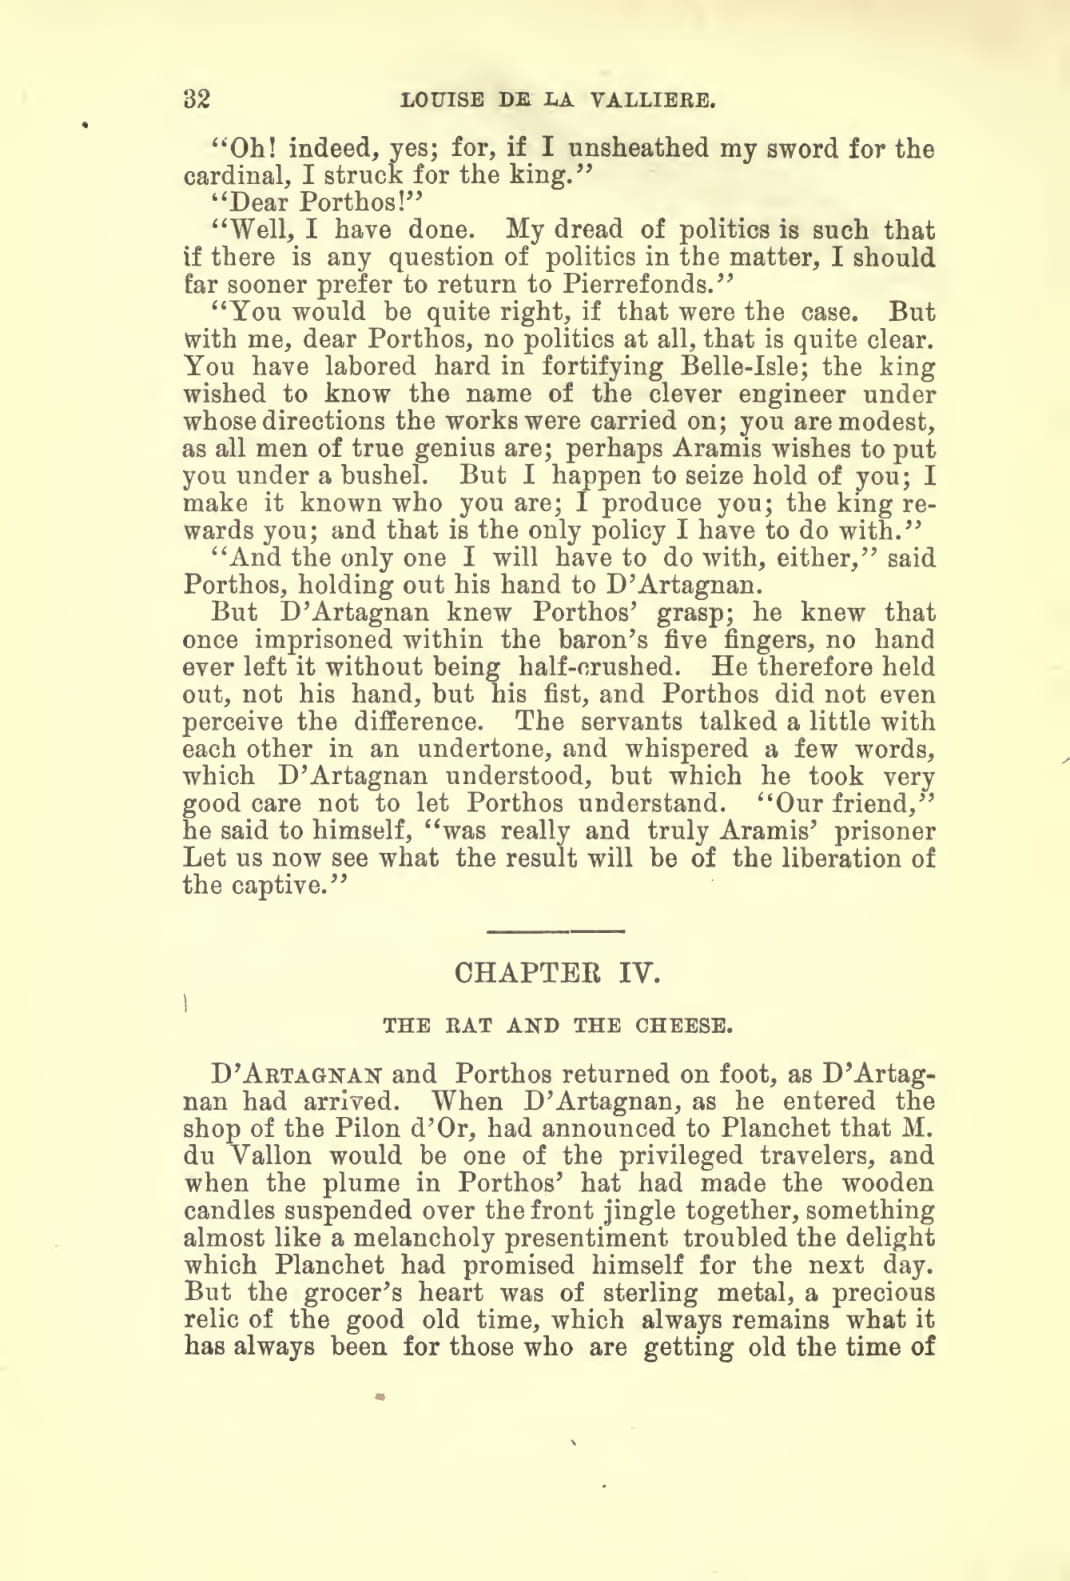 32 LOUISE DE LA VALLIERE.
“Oh! indeed, yes; for, if I unsheathed my sword for the
cardinal, I struck for the king.”
“Dear Porthos!”
“Well, I have done. My dread of politics is such that
if there is any question of politics in the matter, I should
far sooner prefer to return to Pierrefonds.”
“You would be quite right, if that were the case. But
with me, dear Porthos, no politics at all, that is quite clear.
You have labored hard in fortifying Belle-Isle; the king
wished to know the name of the clever engineer under
whose directions the works were carried on; you are modest,
as all men of true genius are; perhaps Aramis wishes to put
you under a bushel. But I happen to seize hold of you; I
make it known who you are; I produce you; the king re-
wards you; and that is the only policy I have to do with.”
“And the only one I will have to do with, either,” said
Porthos, holding out his hand to D’Artagnan.
But D’Artagnan knew Porthos’ grasp; he knew that
once imprisoned within the baron’s five fingers, no hand
ever left it without being half-crushed. He therefore held
out, not his hand, but his fist, and Porthos did not even
perceive the difference. The servants talked a little with
each other in an undertone, and whispered a few words,
which D’Artagnan understood, but which he took very
good care not to let Porthos understand. “Our friend,”
he said to himself, “was really and truly Aramis’ prisoner
Let us now see what the result will be of the liberation of
the captive.”
CHAPTER IV.
THE RAT AND THE CHEESE.
D’ARTAGNAN and Porthos returned on foot, as D’Artag-
nan had arrived. When D’Artagnan, as he entered the
shop of the Pilon d’Or, had announced to Planchet that M.
du Vallon would be one of the privileged travelers, and
when the plume in Porthos’ hat had made the wooden
candles suspended over the front jingle together, something
almost like a melancholy presentiment troubled the delight
which Planchet had promised himself for the next day.
But the grocer’s heart was of sterling metal, a precious
relic of the good old time, which always remains what it
has always been for those who are getting old the time of